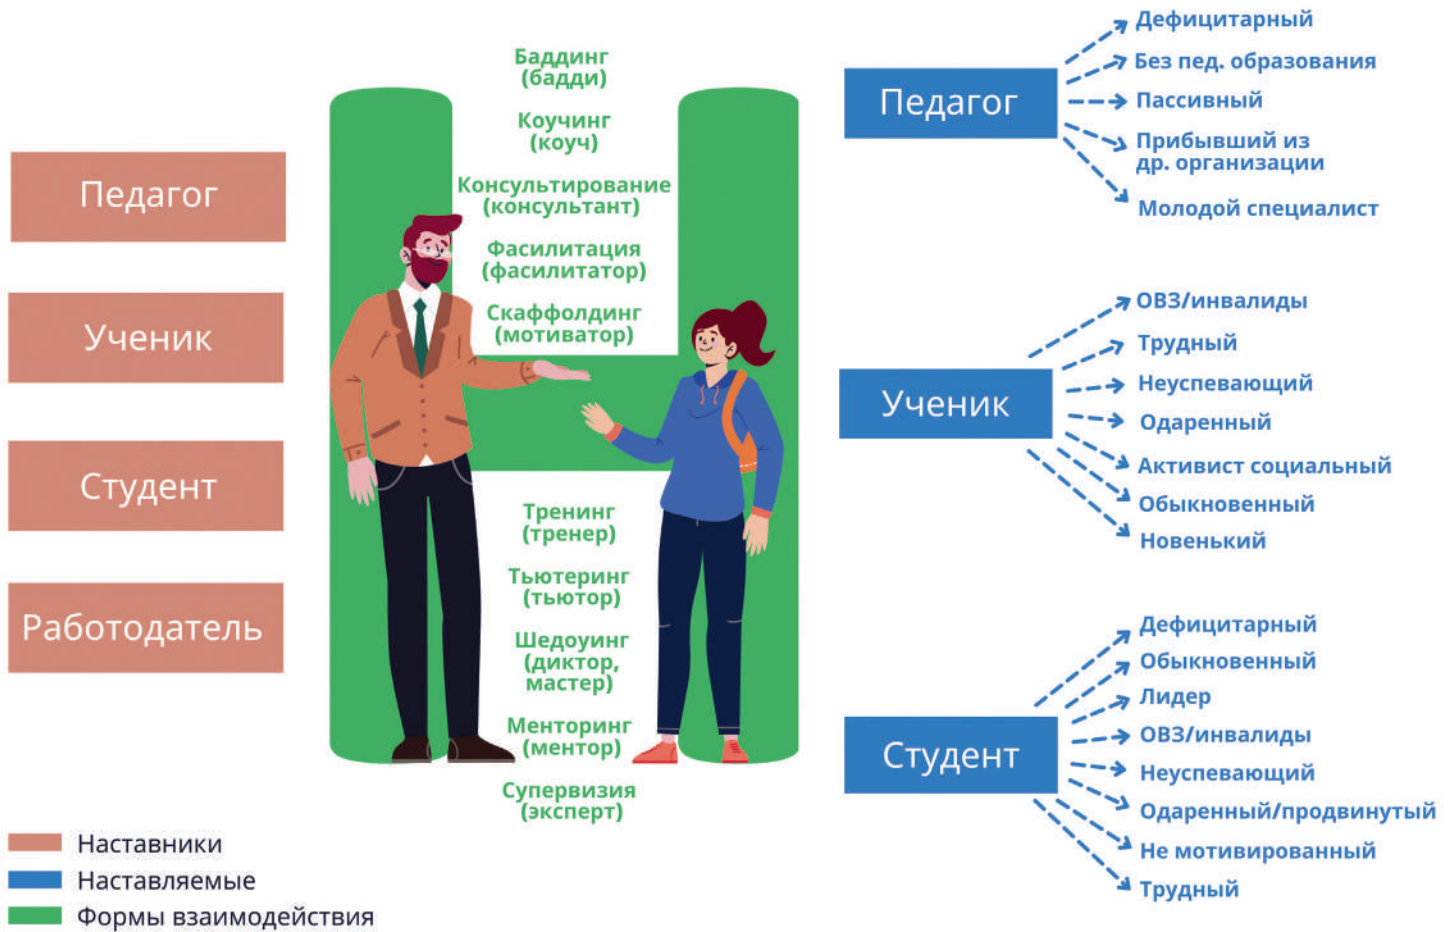 Педагог
Ученик
Студент
Работодатель
Баддинг
(бадди)
Коучинг
(коуч)
Консультирование
(консультант)
Фасилитация
(фасилитатор)
Скаффолдинг
(мотиватор)
Тренинг
(тренер)
Тьютеринг
(тьютор)
Шедоуинг
(диктор,
мастер)
Менторинг
(ментор)
Супервизия
(эксперт)
Педагог
Дефицитарный
Без пед. образования
Пассивный
Прибывший из
др. организации
Молодой специалист
Ученик
ОВЗ/инвалиды
Трудный
Неуспевающий
Одаренный
Активист социальный
Обыкновенный
Новенький
Студент
Дефицитарный
Обыкновенный
Лидер
ОВЗ/инвалиды
Неуспевающий
Одаренный/продвинутый
Не мотивированный
Трудный
Наставники
Наставляемые
Формы взаимодействия